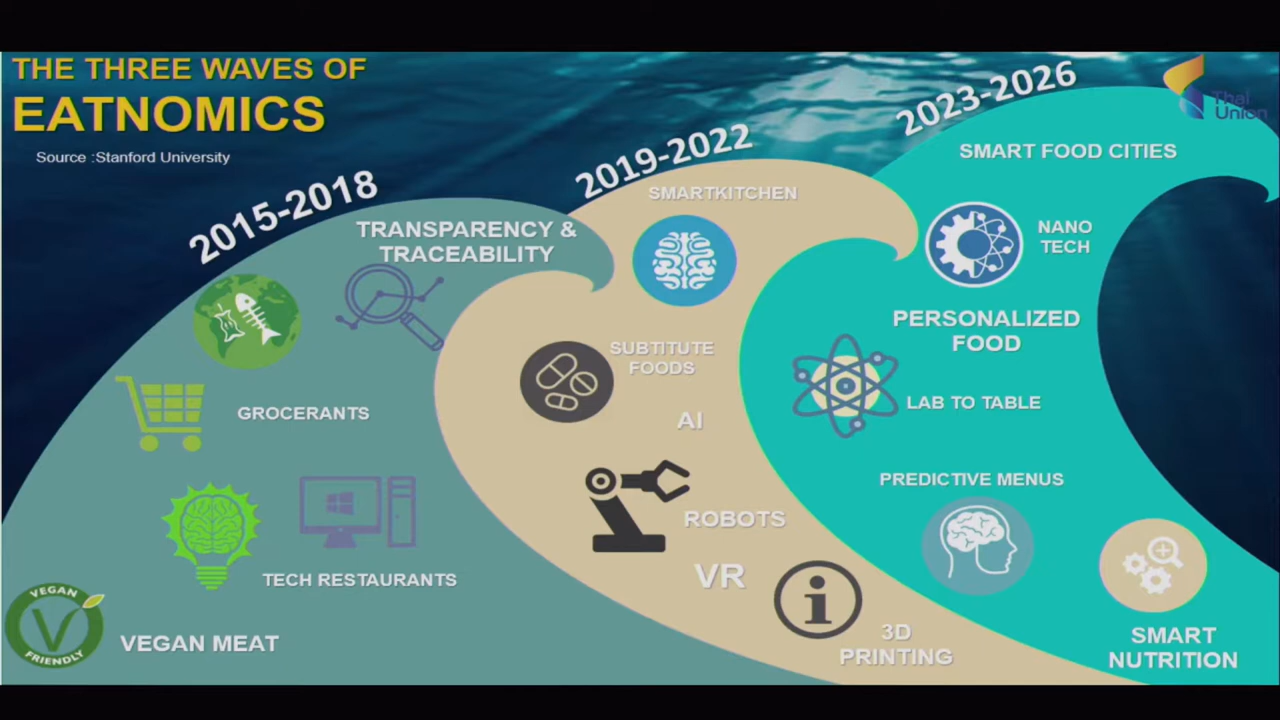 THE THREE WAVES OF
EATNOMICS
Source :Stanford University
2015-2018
TRANSPARENCY &
TRACEABILITY
GROCERANTS
TECH RESTAURANTS
VEGAN
V
FRIENDLY
VEGAN MEAT
2019-2022
SMARTKITCHEN
SUBTITUTE
FOODS
AI
ROBOTS
VR
i
3D
PRINTING
2023-2026
Thai
Union
SMART FOOD CITIES
NANO
TECH
PERSONALIZED
FOOD
LAB TO TABLE
PREDICTIVE MENUS
SMART
NUTRITION